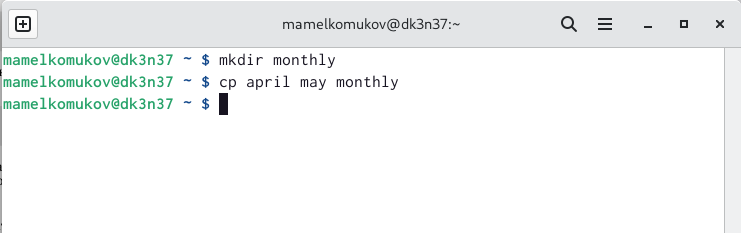 mamelkomukov@dk3n37:~
mamelkomukov@dk3n37 ~ $ mkdir monthly
mamelkomukov@dk3n37 ~ $ cp april may monthly
mamelkomukov@dk3n37 ~ $